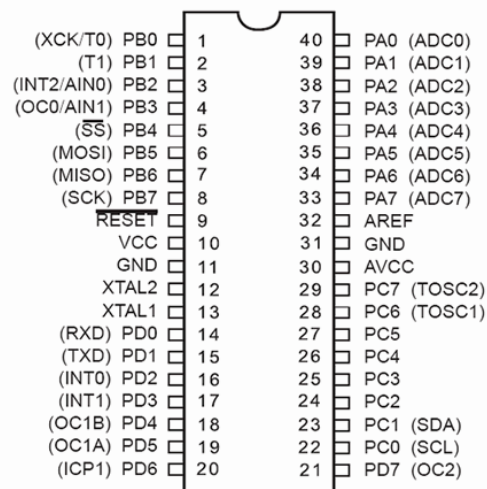 (XCK/T0) PB0 1 40 PA0 (ADC0)
(T1) PB1 2 39 PA1 (ADC1)
(INT2/AIN0) PB2 3 38 PA2 (ADC2)
(OC0/AIN1) PB3 4 37 PA3 (ADC3)
(SS) PB4 5 36 PA4 (ADC4)
(MOSI) PB5 6 35 PA5 (ADC5)
(MISO) PB6 7 34 PA6 (ADC6)
(SCK) PB7 8 33 PA7 (ADC7)
RESET 9 32 AREF
VCC 10 31 GND
GND 11 30 AVCC
XTAL2 12 29 PC7 (TOSC2)
XTAL1 13 28 PC6 (TOSC1)
(RXD) PD0 14 27 PC5
(TXD) PD1 15 26 PC4
(INT0) PD2 16 25 PC3
(INT1) PD3 17 24 PC2
(OC1B) PD4 18 23 PC1 (SDA)
(OC1A) PD5 19 22 PC0 (SCL)
(ICP1) PD6 20 21 PD7 (OC2)